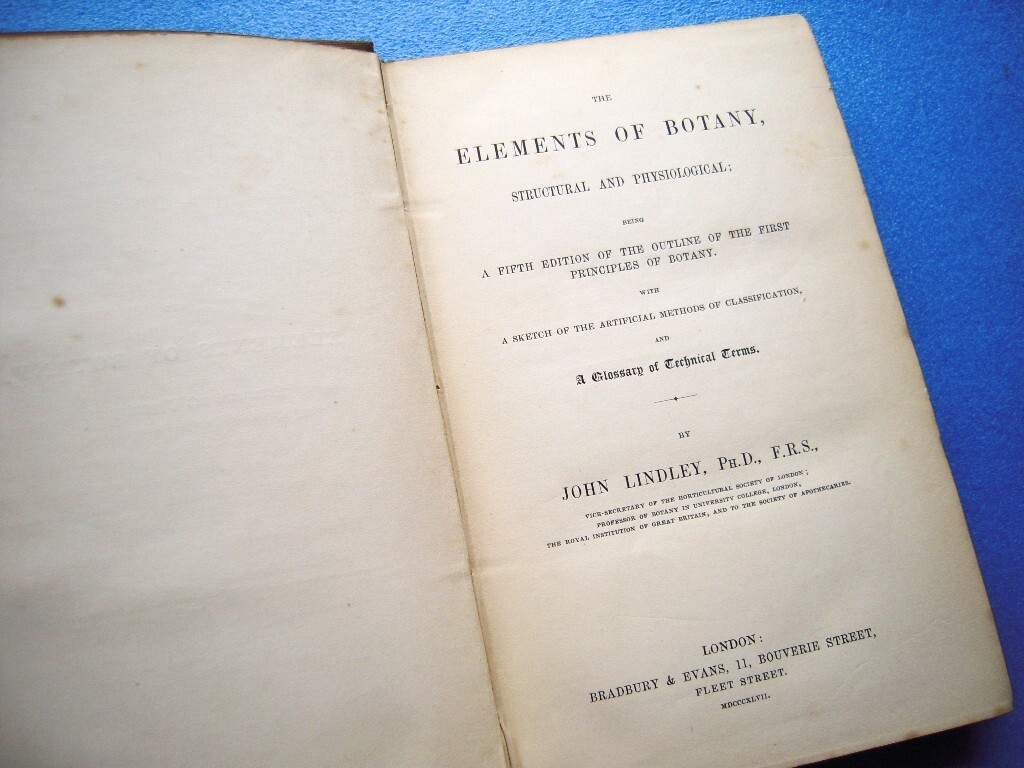 THE
ELEMENTS OF BOTANY,
STRUCTURAL AND PHYSIOLOGICAL;
BEING
A FIFTH EDITION OF THE OUTLINE OF THE FIRST
PRINCIPLES OF BOTANY.
WITH
A SKETCH OF THE ARTIFICIAL METHODS OF CLASSIFICATION,
AND
A Glossary of Technical Terms.
BY
JOHN LINDLEY, PH.D., F.R.S.,
VICE-SECRETARY OF THE HORTICULTURAL SOCIETY OF LONDON;
PROFESSOR OF BOTANY IN UNIVERSITY COLLEGE, LONDON,
THE ROYAL INSTITUTION OF GREAT BRITAIN, AND TO THE SOCIETY OF APOTHECARIES.
LONDON:
BRADBURY & EVANS, 11, BOUVERIE STREET,
FLEET STREET.
MDCCCXLVII.